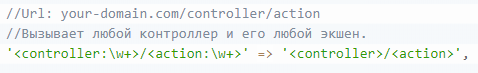 //Url: your-domain.com/controller/action
//Вызывает любой контроллер и его любой экшен.
'<controller:\w+>/<action:\w+>' => '<controller>/<action>',